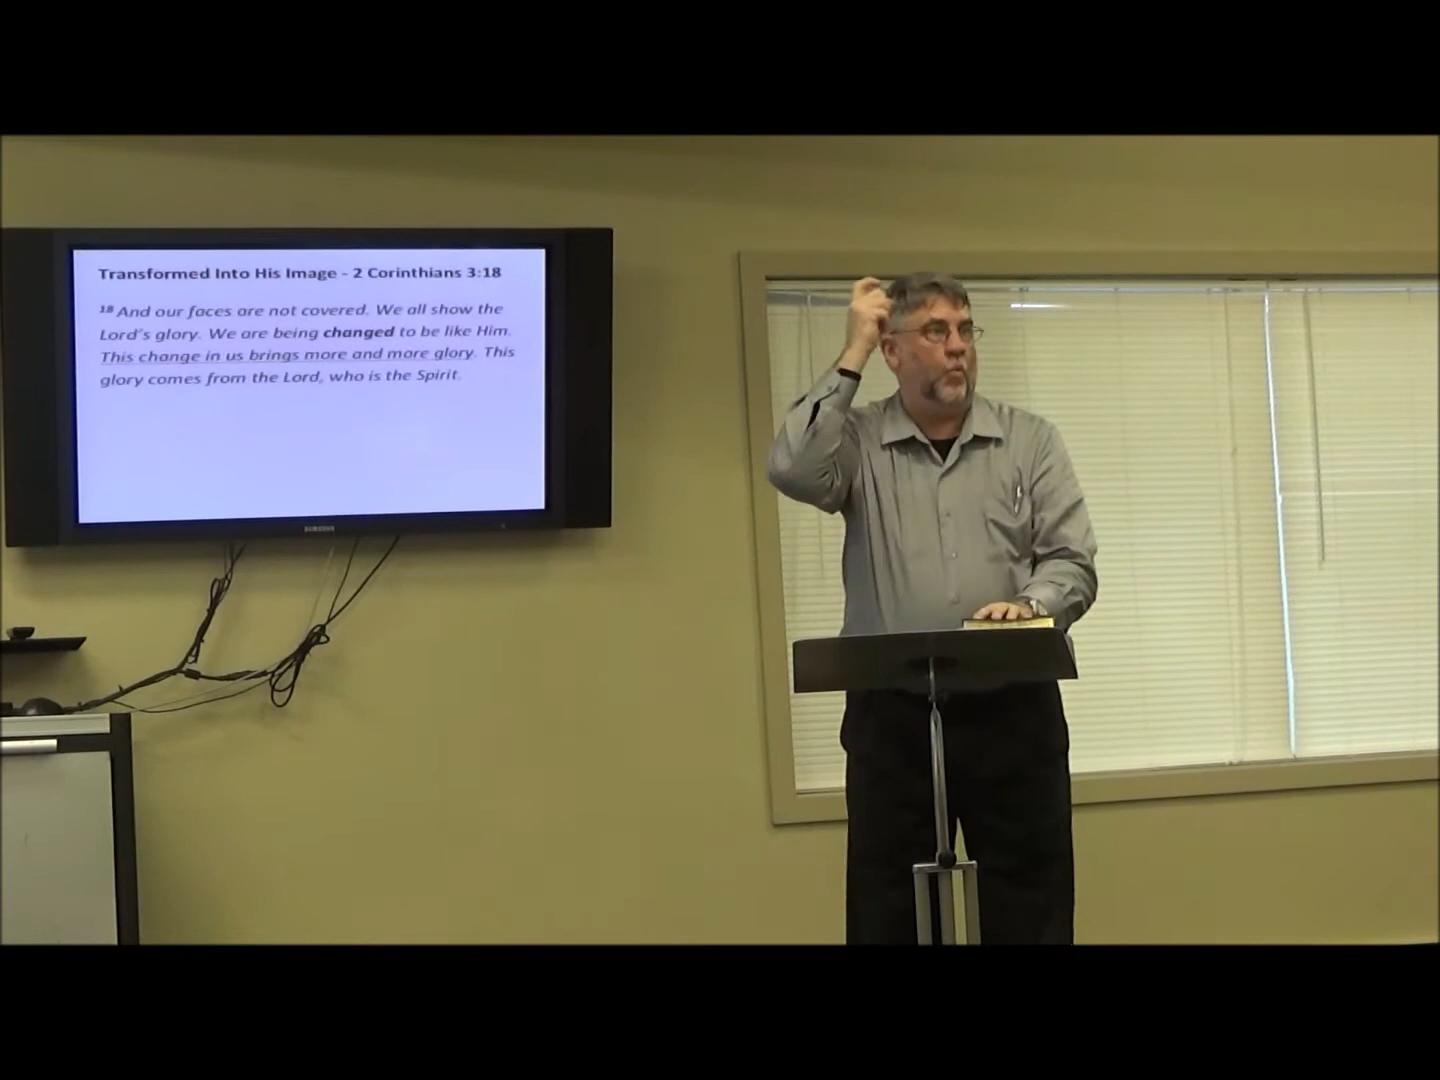 Transformed Into His Image - 2 Corinthians 3:18
18 And our faces are not covered. We all show the
Lord's glory. We are being changed to be like Him.
This change in us brings more and more glory. This
glory comes from the Lord, who is the Spirit.
SAMSUNG